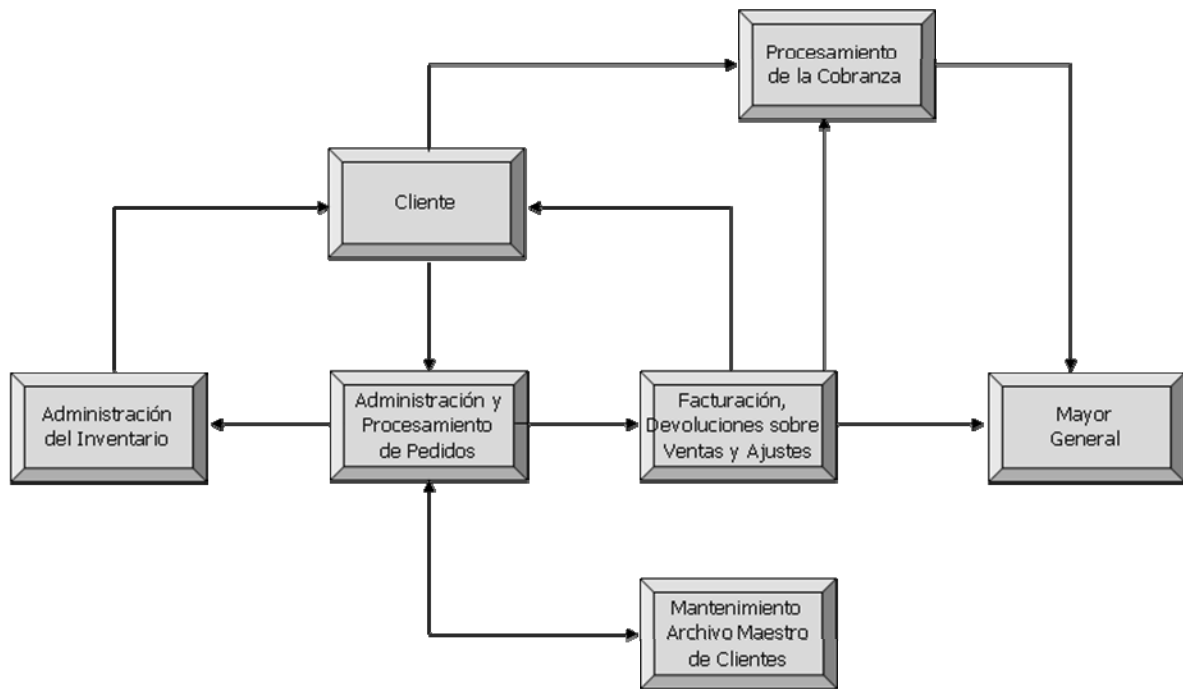 Procesamiento
de la Cobranza
Cliente
Administración
del Inventario
Administración y
Procesamiento
de Pedidos
Facturación,
Devoluciones sobre
Ventas y Ajustes
Mayor
General
Mantenimiento
Archivo Maestro
de Clientes